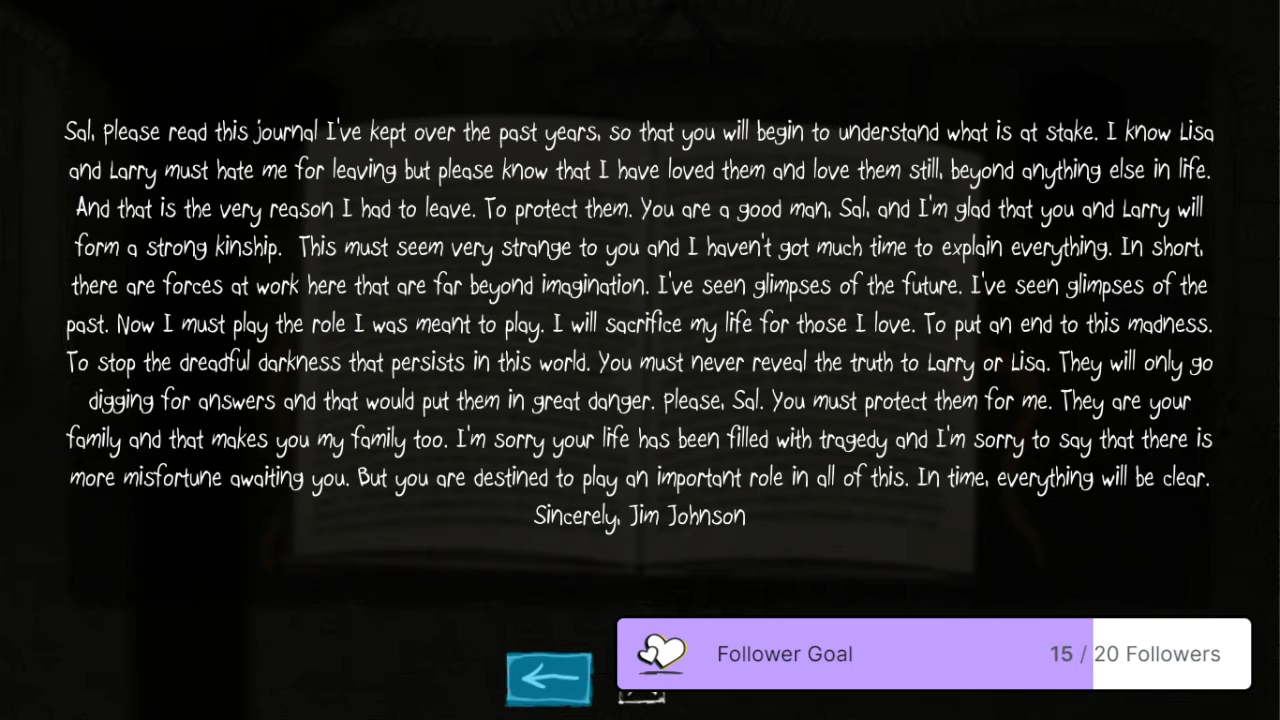 Sal, Please read this journal I've kept over the past years, so that you will begin to understand what is at stake. I know Lisa
and Larry must hate me for leaving but please know that I have loved them and love them still, beyond anything else in life.
And that is the very reason I had to leave. To protect them. You are a good man, Sal, and I'm glad that you and Larry will
form a strong kinship.  This must seem very strange to you and I haven't got much time to explain everything. In short,
there are forces at work here that are far beyond imagination. I've seen glimpses of the future. I've seen glimpses of the
past. Now I must play the role I was meant to play. I will sacrifice my life for those I love. To put an end to this madness.
To stop the dreadful darkness that persists in this world. You must never reveal the truth to Larry or Lisa. They will only go
digging for answers and that would put them in great danger. Please, Sal. You must protect them for me. They are your
family and that makes you my family too. I'm sorry your life has been filled with tragedy and I'm sorry to say that there is
more misfortune awaiting you. But you are destined to play an important role in all of this. In time, everything will be clear.
Sincerely, Jim Johnson
Follower Goal 15 / 20 Followers